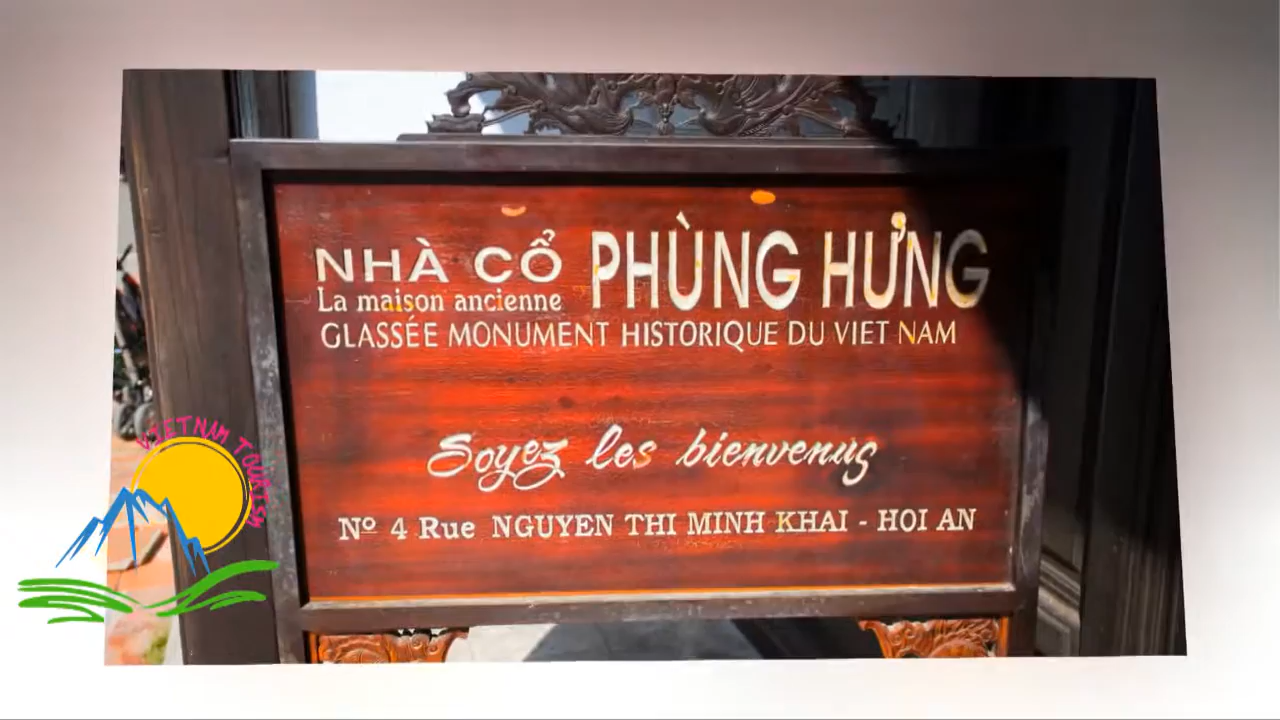 NHÀ CỔ PHÙNG HƯNG
La maison ancienne
GLASSÉE MONUMENT HISTORIQUE DU VIET NAM
Soyez les bienvenus
Nº 4 Rue NGUYEN THI MINH KHAI - HOI AN
VIETNAM TOURISM